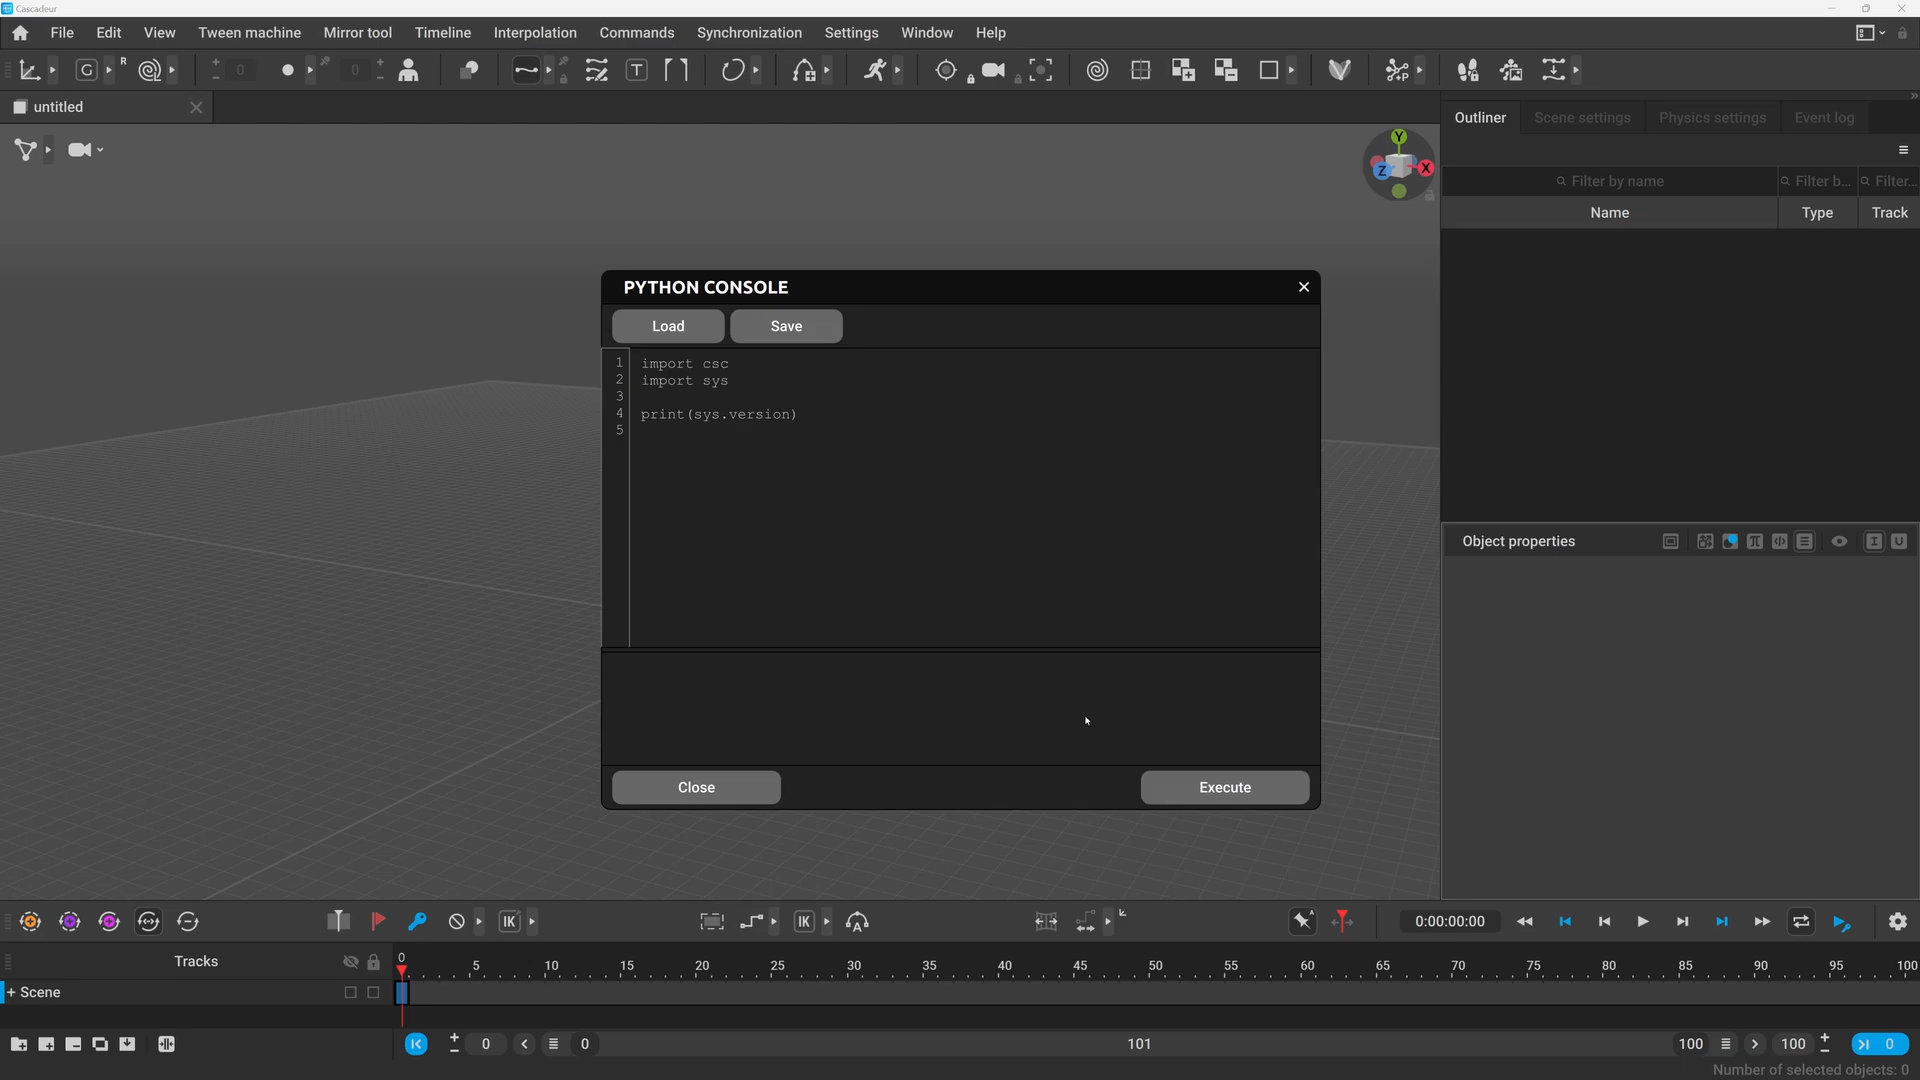 Cascadeur
File Edit View Tween machine Mirror tool Timeline Interpolation Commands Synchronization Settings Window Help
G R 0 0 T P
untitled
Outliner Scene settings Physics settings Event log
Y
X
Z
Filter by name Filter b... Filter...
Name Type Track
PYTHON CONSOLE
Load Save
1 import csc
2 import sys
3
4 print(sys.version)
5
Object properties
Close Execute
IK IK 0:00:00:00
Tracks
0 5 10 15 20 25 30 35 40 45 50 55 60 65 70 75 80 85 90 95 100
+ Scene
0 0 101 100 100 0
Number of selected objects: 0